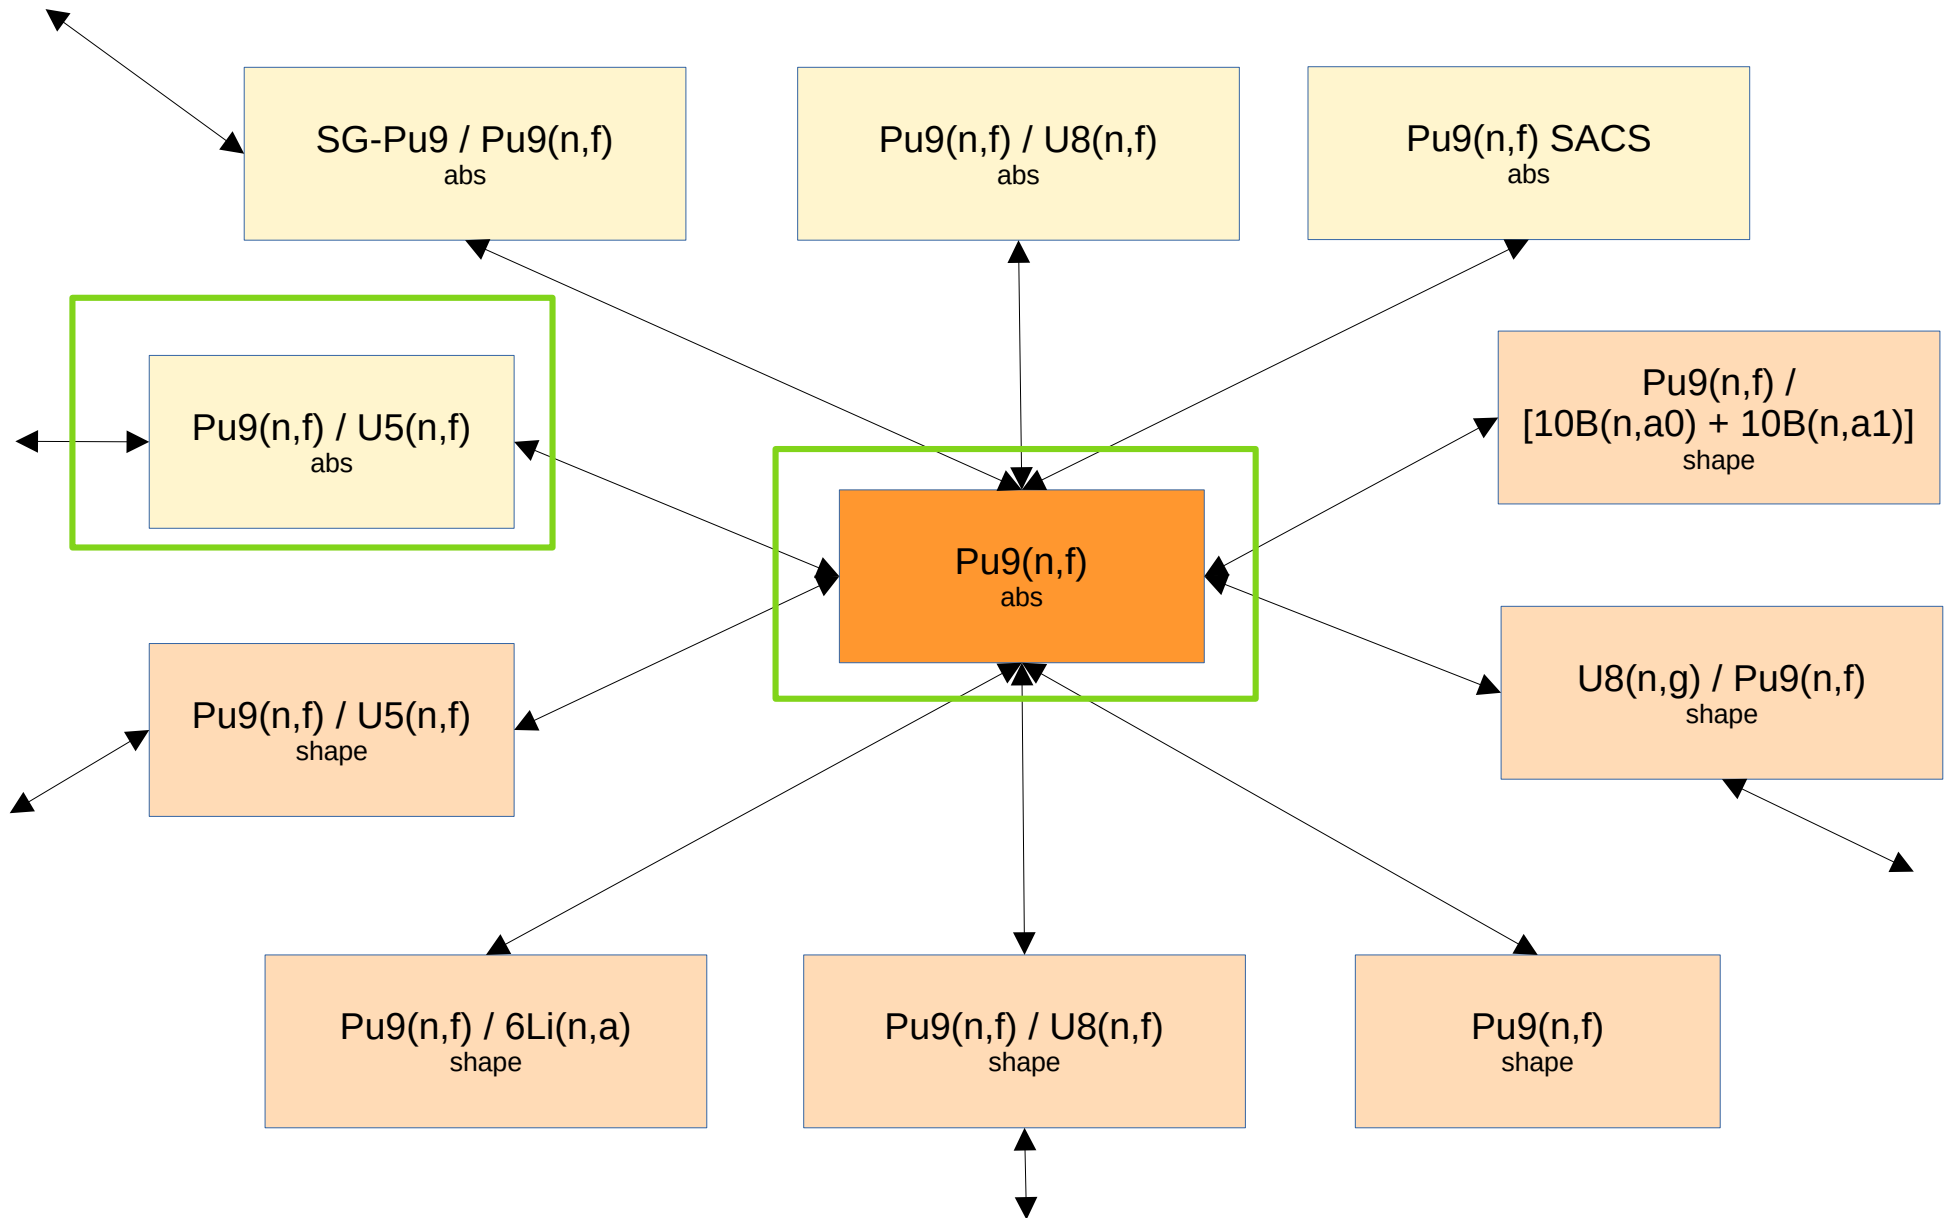 SG-Pu9 / Pu9(n,f)
abs
Pu9(n,f) / U8(n,f)
abs
Pu9(n,f) SACS
abs
Pu9(n,f) / U5(n,f)
abs
Pu9(n,f) /
[10B(n,a0) + 10B(n,a1)]
shape
Pu9(n,f)
abs
Pu9(n,f) / U5(n,f)
shape
U8(n,g) / Pu9(n,f)
shape
Pu9(n,f) / 6Li(n,a)
shape
Pu9(n,f) / U8(n,f)
shape
Pu9(n,f)
shape